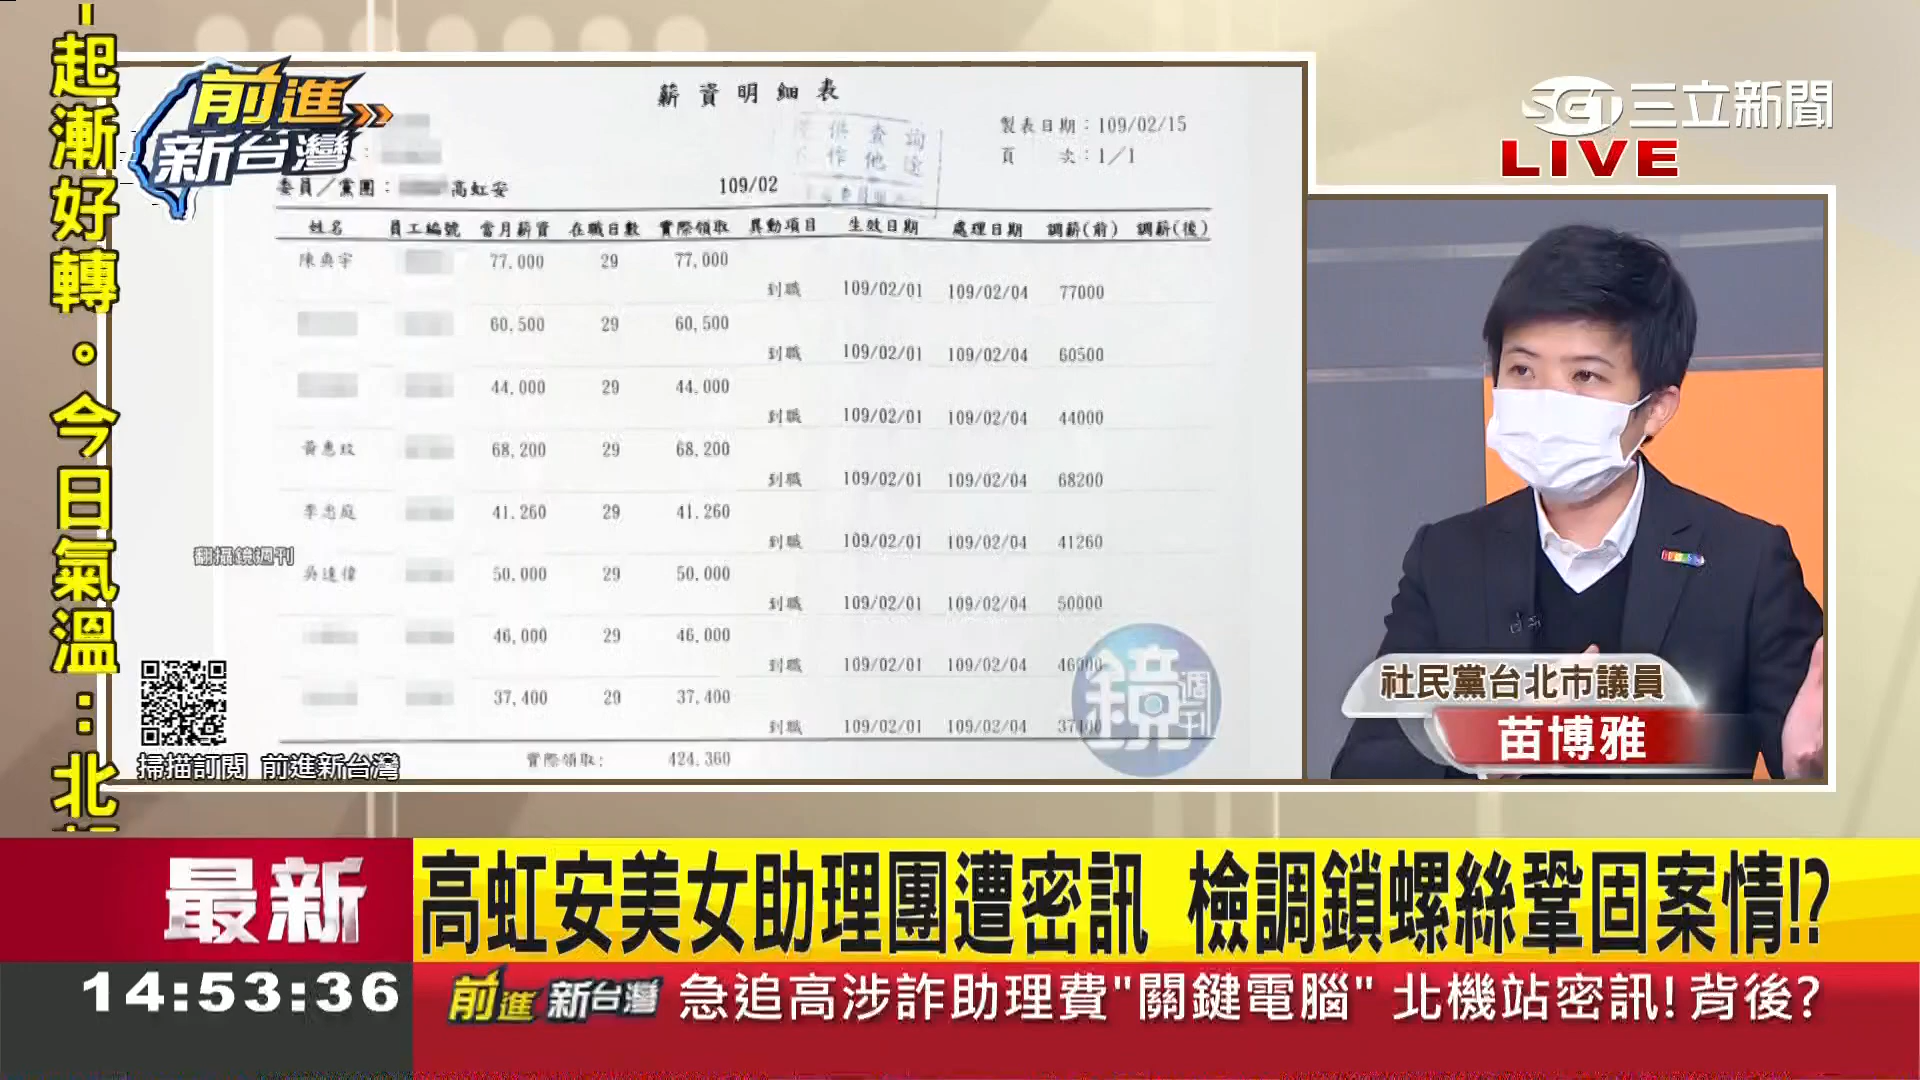 起漸好轉。今日氣溫：北
前進
新台灣
薪資明細表
製表日期：109/02/15
頁 次：1/1
委員/黨團： 高虹安
109/02
姓名 員工編號 當月薪資 在職日數 實際領取 異動項目 生效日期 處理日期 調薪(前) 調薪(後)
陳奐宇 77,000 29 77,000
到職 109/02/01 109/02/04 77000
60,500 29 60,500
到職 109/02/01 109/02/04 60500
44,000 29 44,000
到職 109/02/01 109/02/04 44000
黃惠玟 68,200 29 68,200
到職 109/02/01 109/02/04 68200
李忠庭 41,260 29 41,260
到職 109/02/01 109/02/04 41260
吳達偉 50,000 29 50,000
到職 109/02/01 109/02/04 50000
46,000 29 46,000
到職 109/02/01 109/02/04 46000
37,400 29 37,400
到職 109/02/01 109/02/04 37400
實際領取： 424,360
翻攝鏡週刊
鏡週刊
掃描訂閱 前進新台灣
SET三立新聞
LIVE
社民黨台北市議員
苗博雅
最新
高虹安美女助理團遭密訊 檢調鎖螺絲鞏固案情!?
14:53:36
前進新台灣 急追高涉詐助理費"關鍵電腦" 北機站密訊!背後?